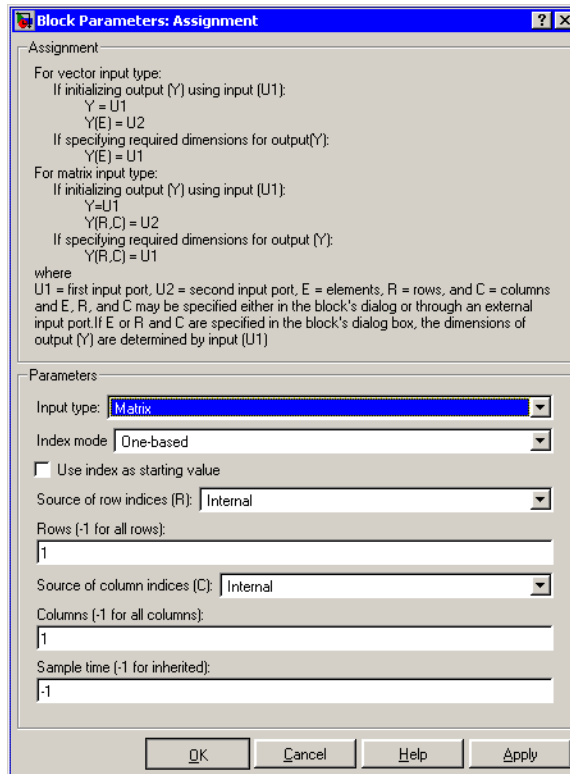 Block Parameters: Assignment
Assignment
For vector input type:
If initializing output (Y) using input (U1):
Y = U1
Y(E) = U2
If specifying required dimensions for output(Y):
Y(E) = U1
For matrix input type:
If initializing output (Y) using input (U1):
Y=U1
Y(R,C) = U2
If specifying required dimensions for output (Y):
Y(R,C) = U1
where
U1 = first input port, U2 = second input port, E = elements, R = rows, and C = columns
and E, R, and C may be specified either in the block's dialog or through an external
input port.If E or R and C are specified in the block's dialog box, the dimensions of
output (Y) are determined by input (U1)
Parameters
Input type: Matrix
Index mode One-based
Use index as starting value
Source of row indices (R): Internal
Rows (-1 for all rows):
1
Source of column indices (C): Internal
Columns (-1 for all columns):
1
Sample time (-1 for inherited):
-1
OK Cancel Help Apply